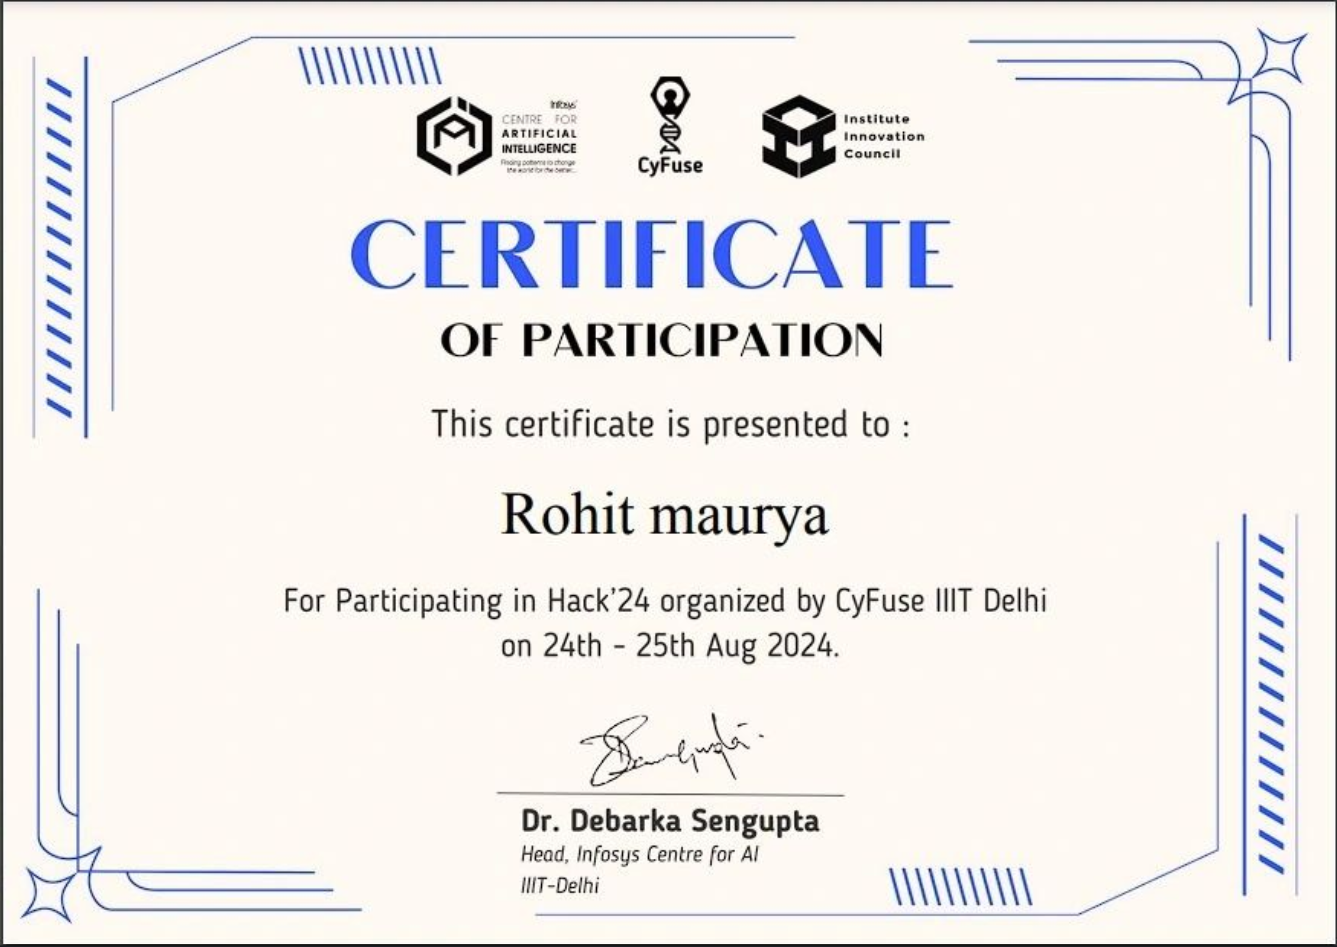 Infosys
CENTRE FOR
ARTIFICIAL
INTELLIGENCE
Finding patterns to change
the world for the better...
CyFuse
Institute
Innovation
Council
CERTIFICATE
OF PARTICIPATION
This certificate is presented to :
Rohit maurya
For Participating in Hack’24 organized by CyFuse IIIT Delhi
on 24th - 25th Aug 2024.
Dr. Debarka Sengupta
Head, Infosys Centre for AI
IIIT-Delhi